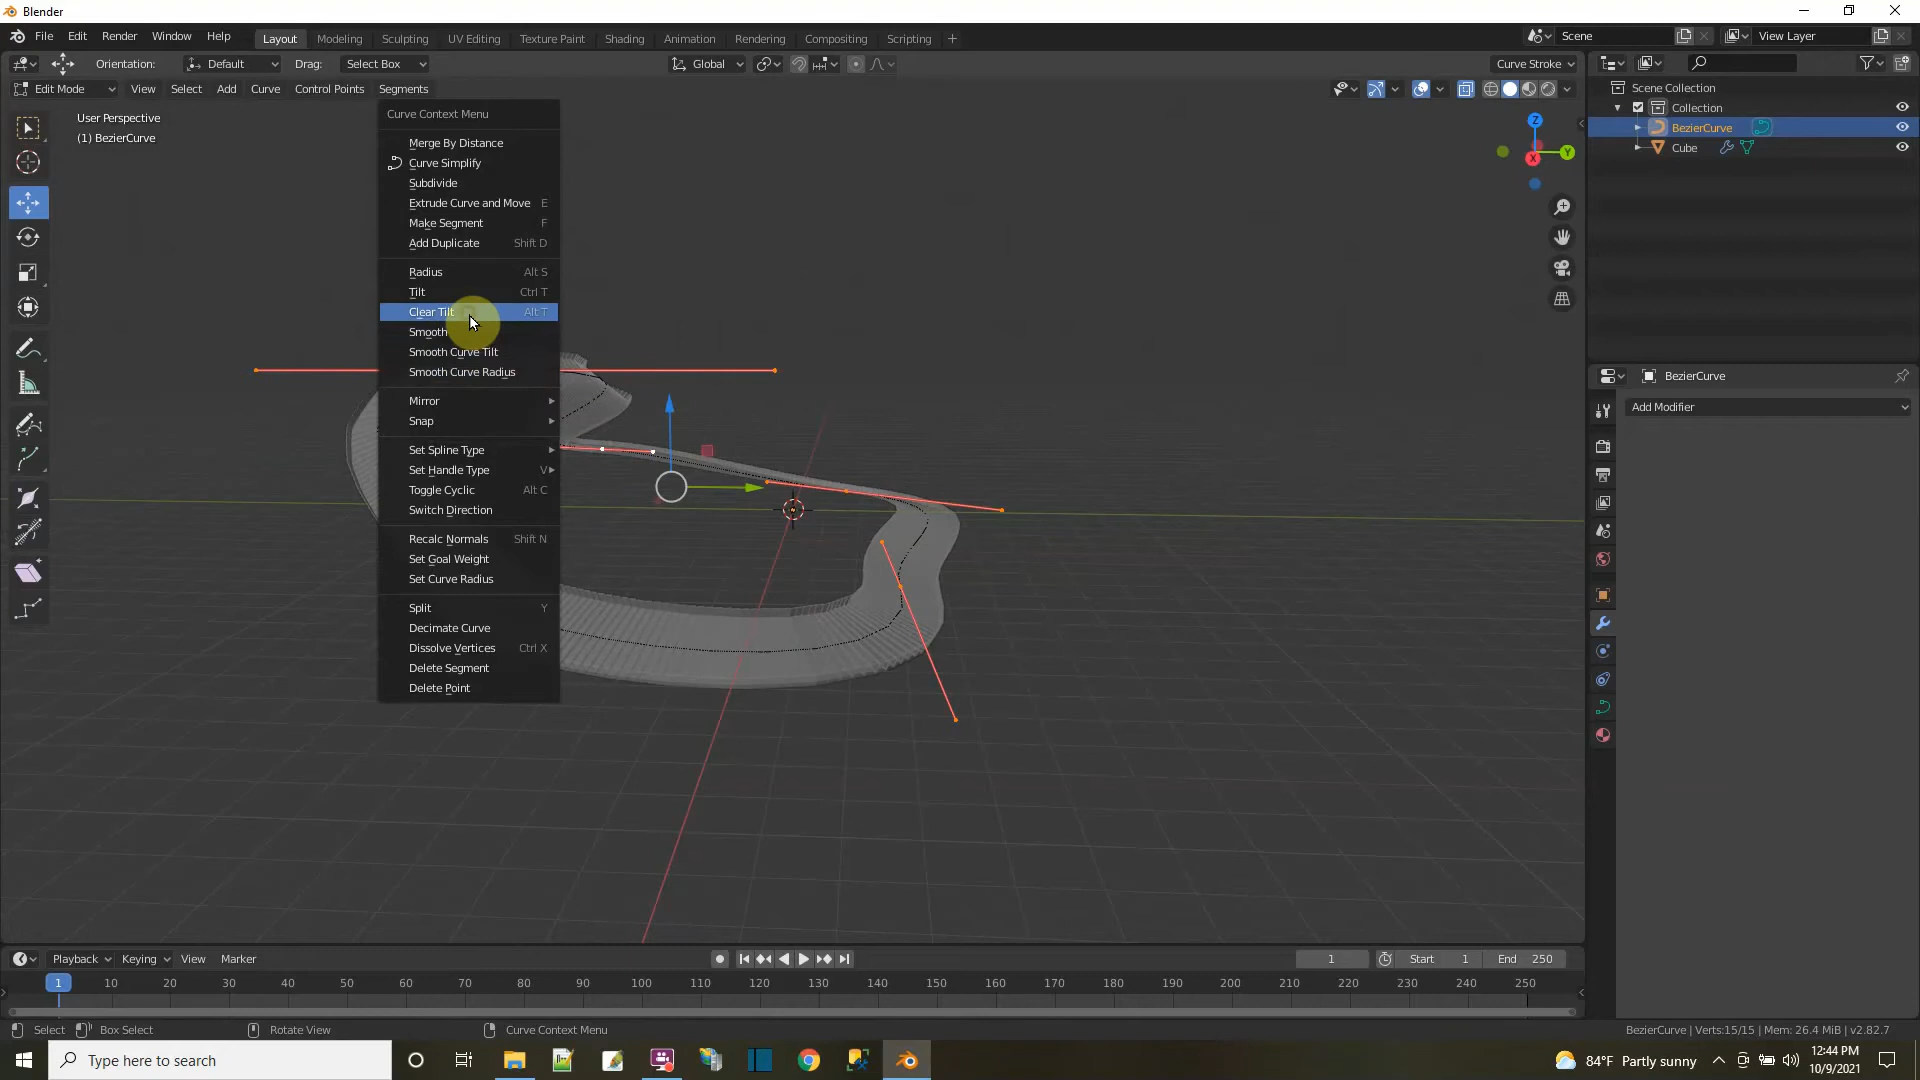 Blender
File Edit Render Window Help
Layout Modeling Sculpting UV Editing Texture Paint Shading Animation Rendering Compositing Scripting +
Scene
View Layer
Orientation: Default Drag: Select Box
Global
Curve Stroke
Edit Mode View Select Add Curve Control Points Segments
User Perspective
(1) BezierCurve
Curve Context Menu
Merge By Distance
Curve Simplify
Subdivide
Extrude Curve and Move E
Make Segment F
Add Duplicate Shift D
Radius Alt S
Tilt Ctrl T
Clear Tilt Alt T
Smooth
Smooth Curve Tilt
Smooth Curve Radius
Mirror
Snap
Set Spline Type
Set Handle Type V
Toggle Cyclic Alt C
Switch Direction
Recalc Normals Shift N
Set Goal Weight
Set Curve Radius
Split Y
Decimate Curve
Dissolve Vertices Ctrl X
Delete Segment
Delete Point
Z
Y
X
Scene Collection
Collection
BezierCurve
Cube
BezierCurve
Add Modifier
Playback Keying View Marker
1 Start 1 End 250
1 10 20 30 40 50 60 70 80 90 100 110 120 130 140 150 160 170 180 190 200 210 220 230 240 250
Select Box Select Rotate View Curve Context Menu
BezierCurve | Verts:15/15 | Mem: 26.4 MiB | v2.82.7
Type here to search
84°F Partly sunny
12:44 PM
10/9/2021